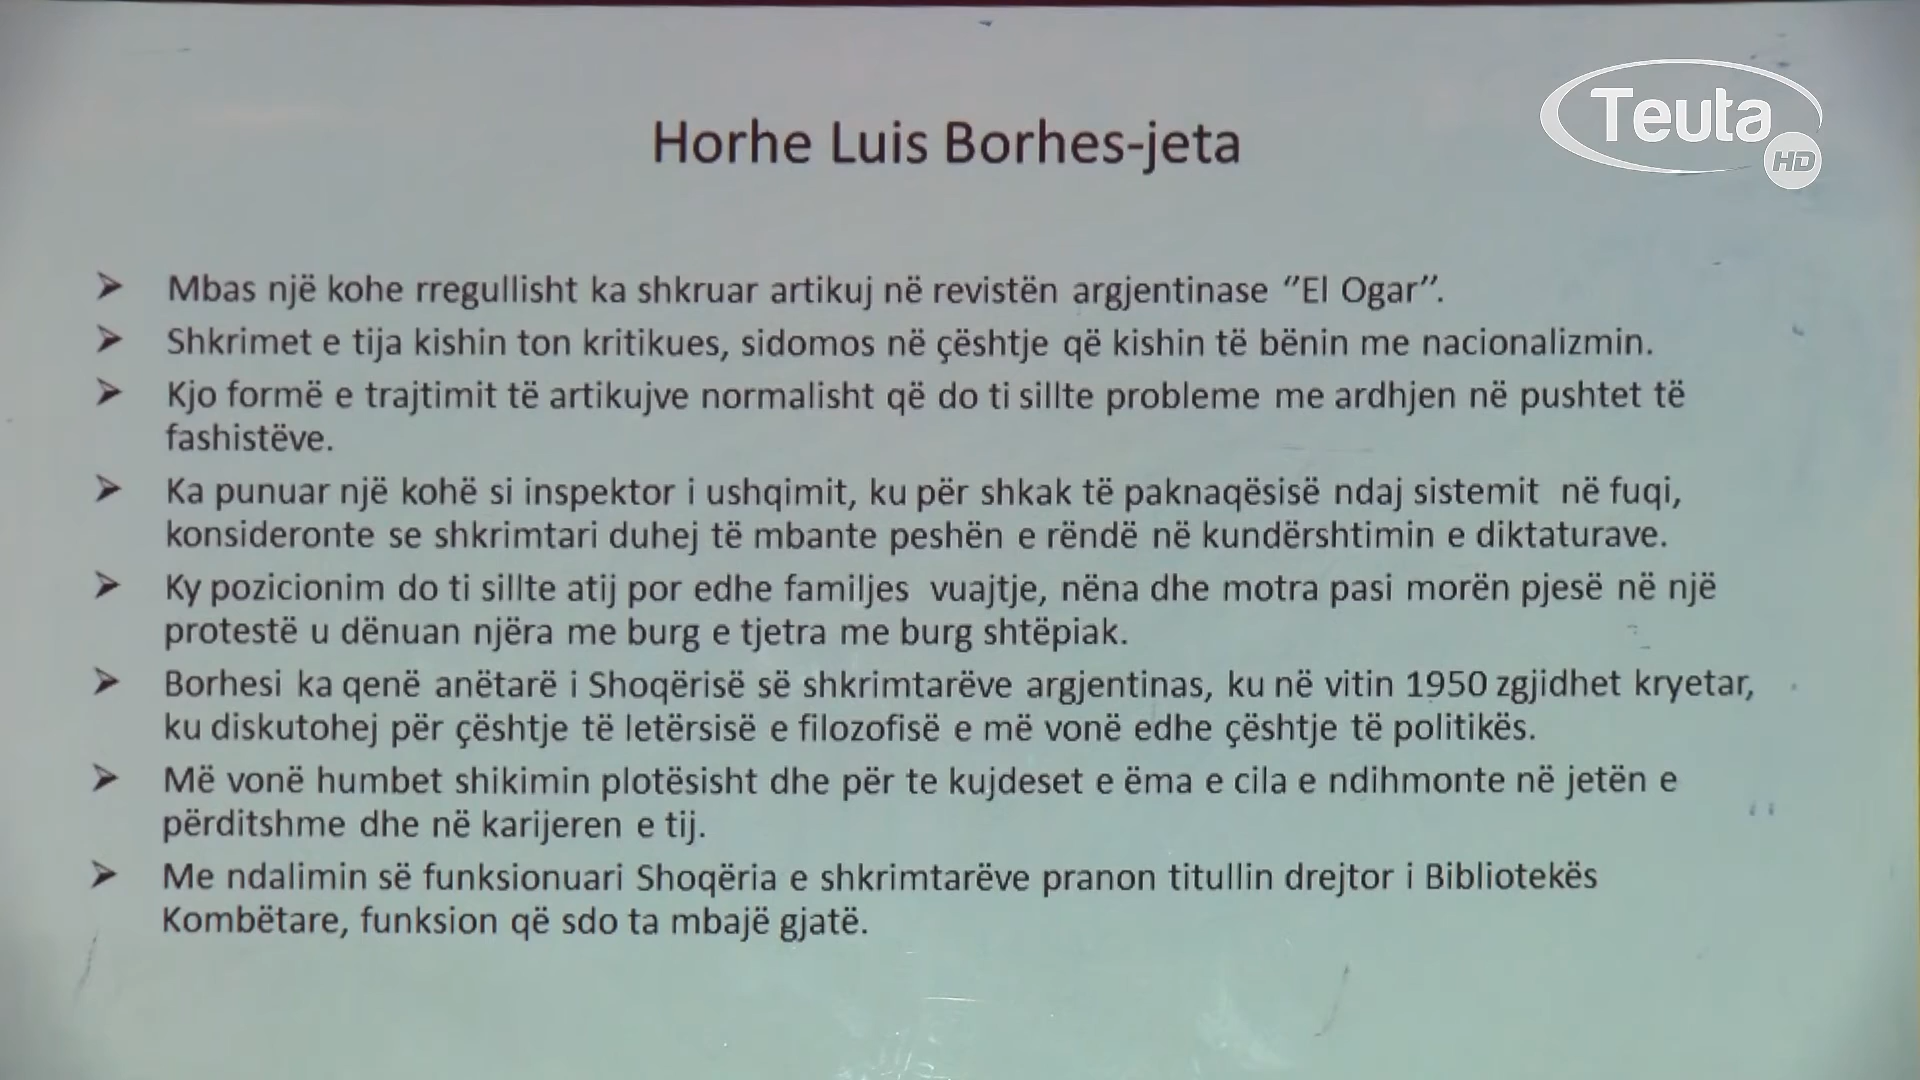 Teuta
HD
Horhe Luis Borhes-jeta
➤ Mbas një kohe rregullisht ka shkruar artikuj në revistën argjentinase ‘’El Ogar’’.
➤ Shkrimet e tija kishin ton kritikues, sidomos në çështje që kishin të bënin me nacionalizmin.
➤ Kjo formë e trajtimit të artikujve normalisht që do ti sillte probleme me ardhjen në pushtet të
fashistëve.
➤ Ka punuar një kohë si inspektor i ushqimit, ku për shkak të paknaqësisë ndaj sistemit në fuqi,
konsideronte se shkrimtari duhej të mbante peshën e rëndë në kundërshtimin e diktaturave.
➤ Ky pozicionim do ti sillte atij por edhe familjes vuajtje, nëna dhe motra pasi morën pjesë në një
protestë u dënuan njëra me burg e tjetra me burg shtëpiak.
➤ Borhesi ka qenë anëtarë i Shoqërisë së shkrimtarëve argjentinas, ku në vitin 1950 zgjidhet kryetar,
ku diskutohej për çështje të letërsisë e filozofisë e më vonë edhe çështje të politikës.
➤ Më vonë humbet shikimin plotësisht dhe për te kujdeset e ëma e cila e ndihmonte në jetën e
përditshme dhe në karijeren e tij.
➤ Me ndalimin së funksionuari Shoqëria e shkrimtarëve pranon titullin drejtor i Bibliotekës
Kombëtare, funksion që sdo ta mbajë gjatë.